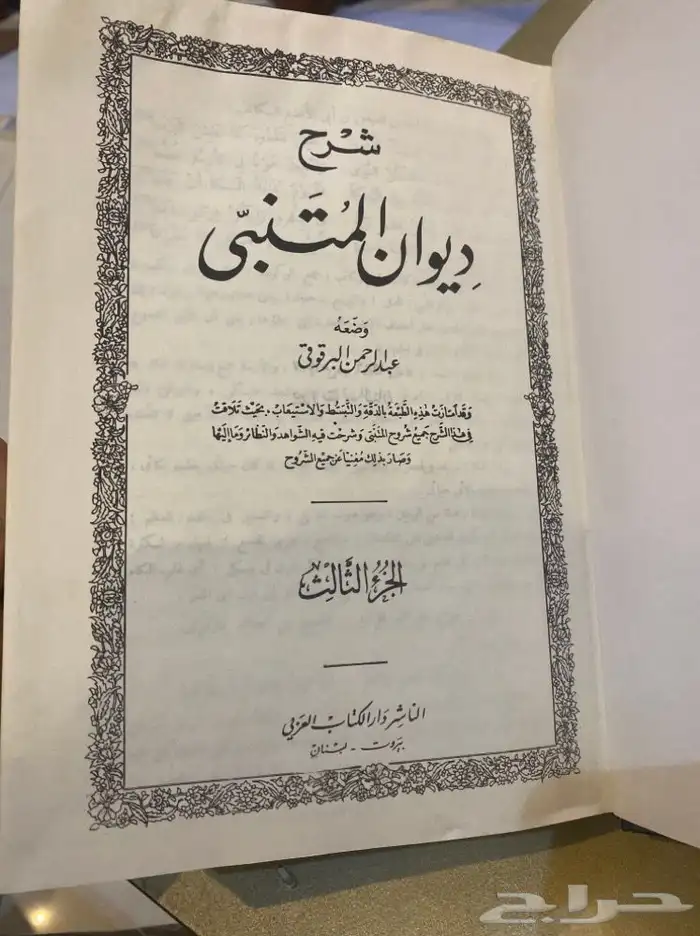 شرح
ديوان المتنبي
وضعه
عبد الرحمن البرقوقي
وقد امتازت هذه الطبعة بالدقة والتبسط والاستيعاب. بحيث تلاقت
في هذا الشرح جميع شروح المتنبي وشرحت فيه الشواهد والنظائر وما إليها
وصار بذلك مغنيا عن جميع الشروح
الجزء الثالث
الناشر دار الكتاب العربي
بيروت - لبنان
حراج